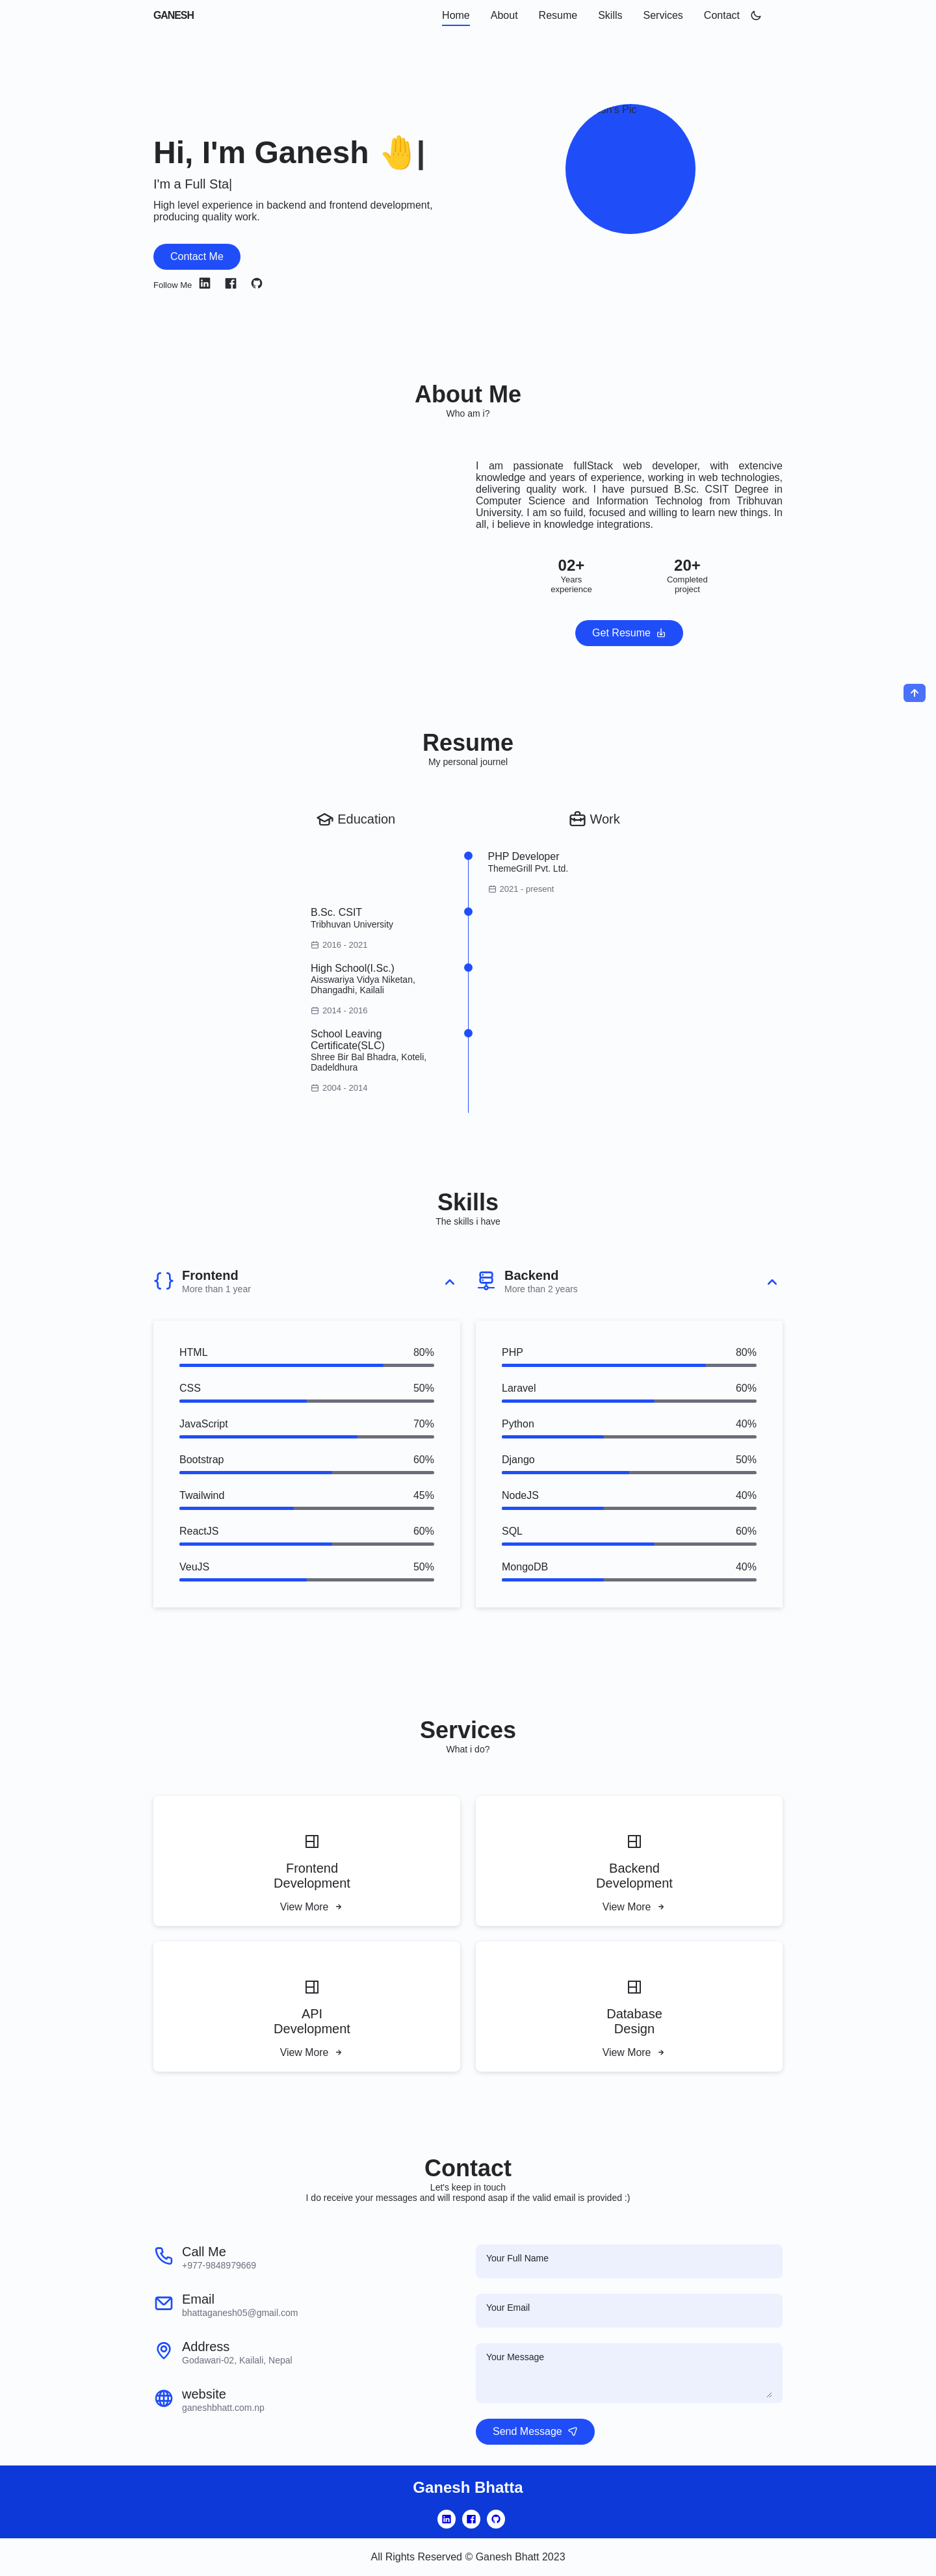 GANESH
Home
About
Resume
Skills
Services
Contact
Hi, I'm Ganesh 🤚|
I'm a Full Sta|
High level experience in backend and frontend development,
producing quality work.
Contact Me
Follow Me
Pic
About Me
Who am i?
I am passionate fullStack web developer, with extencive
knowledge and years of experience, working in web technologies,
delivering quality work. I have pursued B.Sc. CSIT Degree in
Computer Science and Information Technolog from Tribhuvan
University. I am so fuild, focused and willing to learn new things. In
all, i believe in knowledge integrations.
02+
Years
experience
20+
Completed
project
Get Resume
Resume
My personal journel
Education
Work
PHP Developer
ThemeGrill Pvt. Ltd.
2021 - present
B.Sc. CSIT
Tribhuvan University
2016 - 2021
High School(I.Sc.)
Aisswariya Vidya Niketan,
Dhangadhi, Kailali
2014 - 2016
School Leaving
Certificate(SLC)
Shree Bir Bal Bhadra, Koteli,
Dadeldhura
2004 - 2014
Skills
The skills i have
Frontend
More than 1 year
HTML 80%
CSS 50%
JavaScript 70%
Bootstrap 60%
Twailwind 45%
ReactJS 60%
VeuJS 50%
Backend
More than 2 years
PHP 80%
Laravel 60%
Python 40%
Django 50%
NodeJS 40%
SQL 60%
MongoDB 40%
Services
What i do?
Frontend
Development
View More
Backend
Development
View More
API
Development
View More
Database
Design
View More
Contact
Let's keep in touch
I do receive your messages and will respond asap if the valid email is provided :)
Call Me
+977-9848979669
Email
bhattaganesh05@gmail.com
Address
Godawari-02, Kailali, Nepal
website
ganeshbhatt.com.np
Your Full Name
Your Email
Your Message
Send Message
Ganesh Bhatta
All Rights Reserved © Ganesh Bhatt 2023